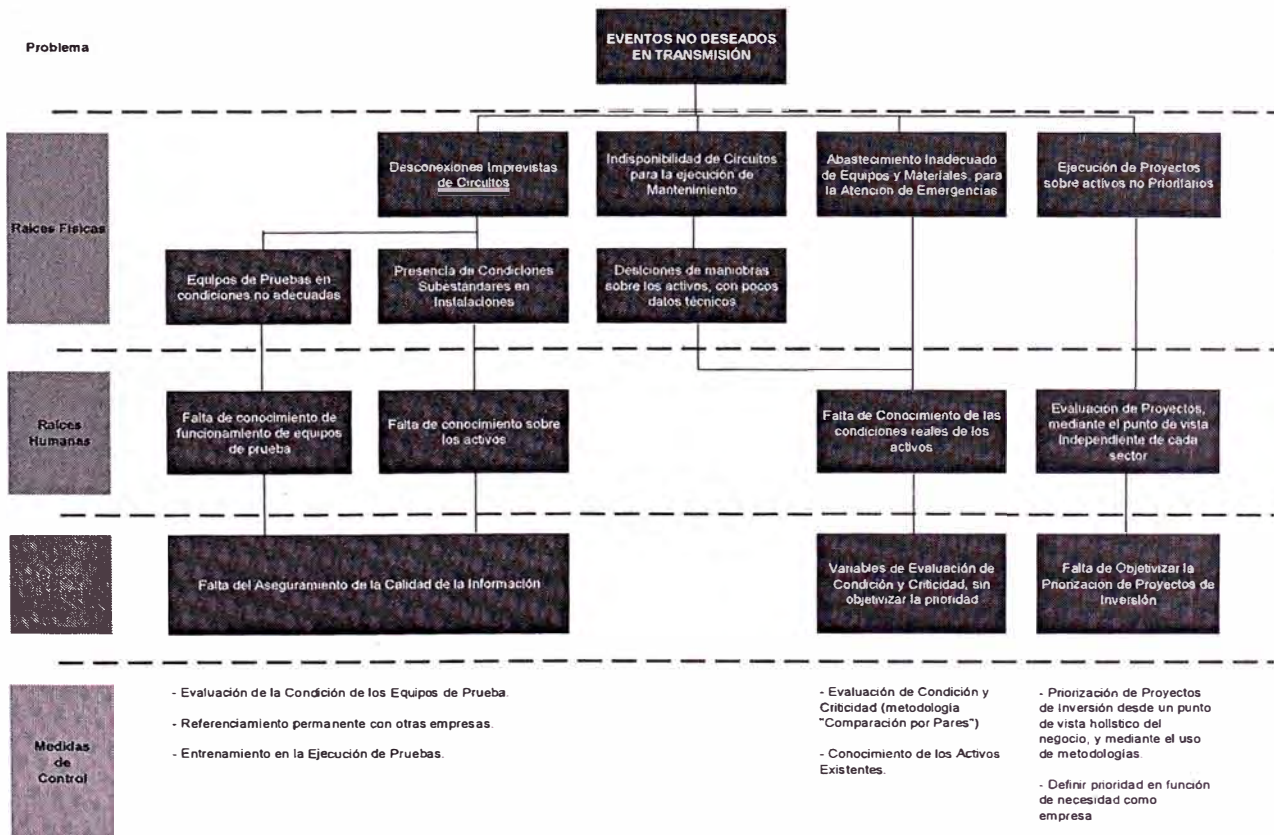 Problema
EVENTOS NO DESEADOS
EN TRANSMISIÓN
Raíces Físicas
Desconexiones Imprevistas
de Circuitos
Indisponibilidad de Circuitos
para la ejecución de
Mantenimiento
Abastecimiento Inadecuado
de Equipos y Materiales, para
la Atención de Emergencias
Ejecución de Proyectos
sobre activos no Prioritarios
Equipos de Pruebas en
condiciones no adecuadas
Presencia de Condiciones
Subestándares en
Instalaciones
Desiciones de maniobras
sobre los activos, con pocos
datos técnicos
Raíces
Humanas
Falta de conocimiento de
funcionamiento de equipos
de prueba
Falta de conocimiento sobre
los activos
Falta de Conocimiento de las
condiciones reales de los
activos
Evaluación de Proyectos,
mediante el punto de vista
Independiente de cada
sector
Falta del Aseguramiento de la Calidad de la Información
Variables de Evaluación de
Condición y Criticidad, sin
objetivizar la prioridad
Falta de Objetivizar la
Priorización de Proyectos de
Inversión
Medidas
de
Control
- Evaluación de la Condición de los Equipos de Prueba.
- Referenciamiento permanente con otras empresas.
- Entrenamiento en la Ejecución de Pruebas.
- Evaluación de Condición y
Criticidad (metodología
"Comparación por Pares")
- Conocimiento de los Activos
Existentes.
- Priorización de Proyectos
de Inversión desde un punto
de vista holístico del
negocio, y mediante el uso
de metodologías.
- Definir prioridad en función
de necesidad como
empresa